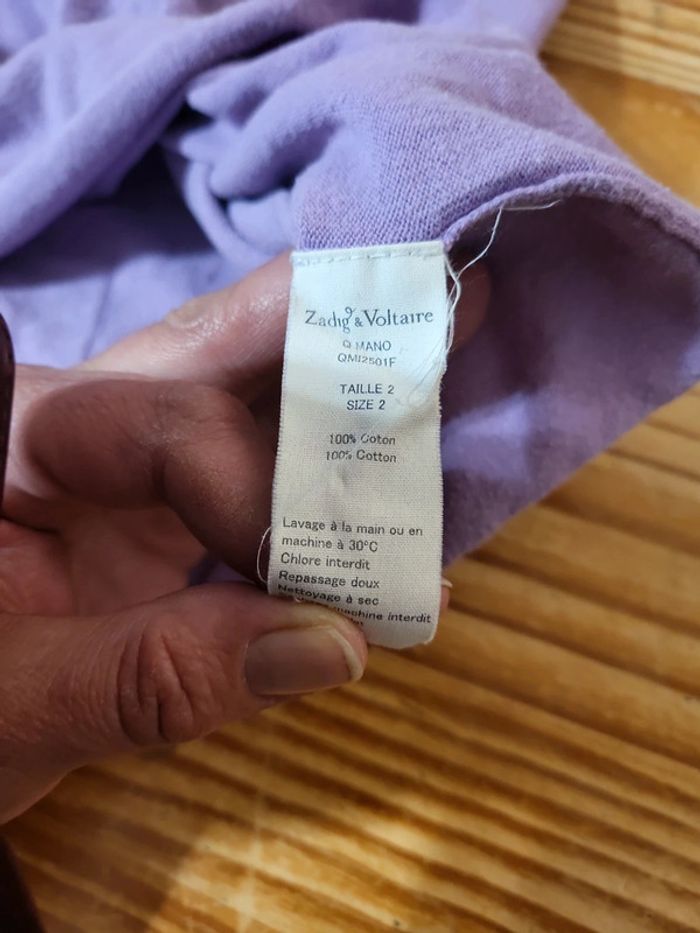 Zadig & Voltaire
Q MANO
QMI2501F
TAILLE 2
SIZE 2
100% Coton
100% Cotton
Lavage à la main ou en
machine à 30°C
Chlore interdit
Repassage doux
Nettoyage à sec
machine interdit